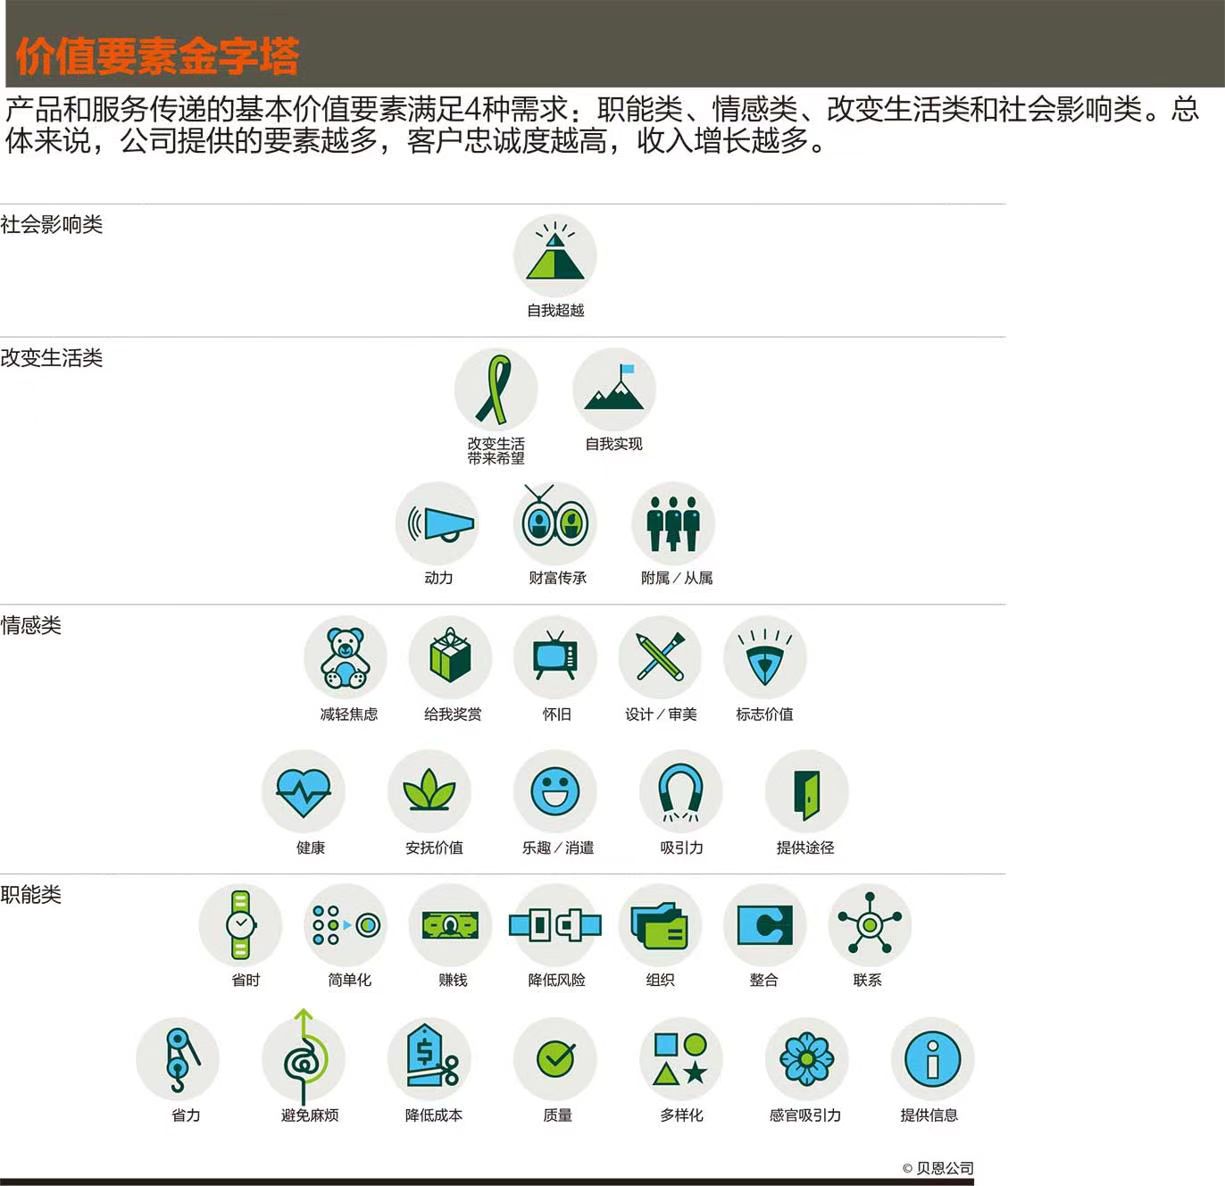 价值要素金字塔
产品和服务传递的基本价值要素满足4种需求：职能类、情感类、改变生活类和社会影响类。总
体来说，公司提供的要素越多，客户忠诚度越高，收入增长越多。
社会影响类
自我超越
改变生活类
改变生活
带来希望
自我实现
动力
财富传承
附属／从属
情感类
减轻焦虑
给我奖赏
怀旧
设计／审美
标志价值
健康
安抚价值
乐趣／消遣
吸引力
提供途径
职能类
省时
简单化
赚钱
降低风险
组织
整合
联系
省力
避免麻烦
降低成本
质量
多样化
感官吸引力
提供信息
© 贝恩公司